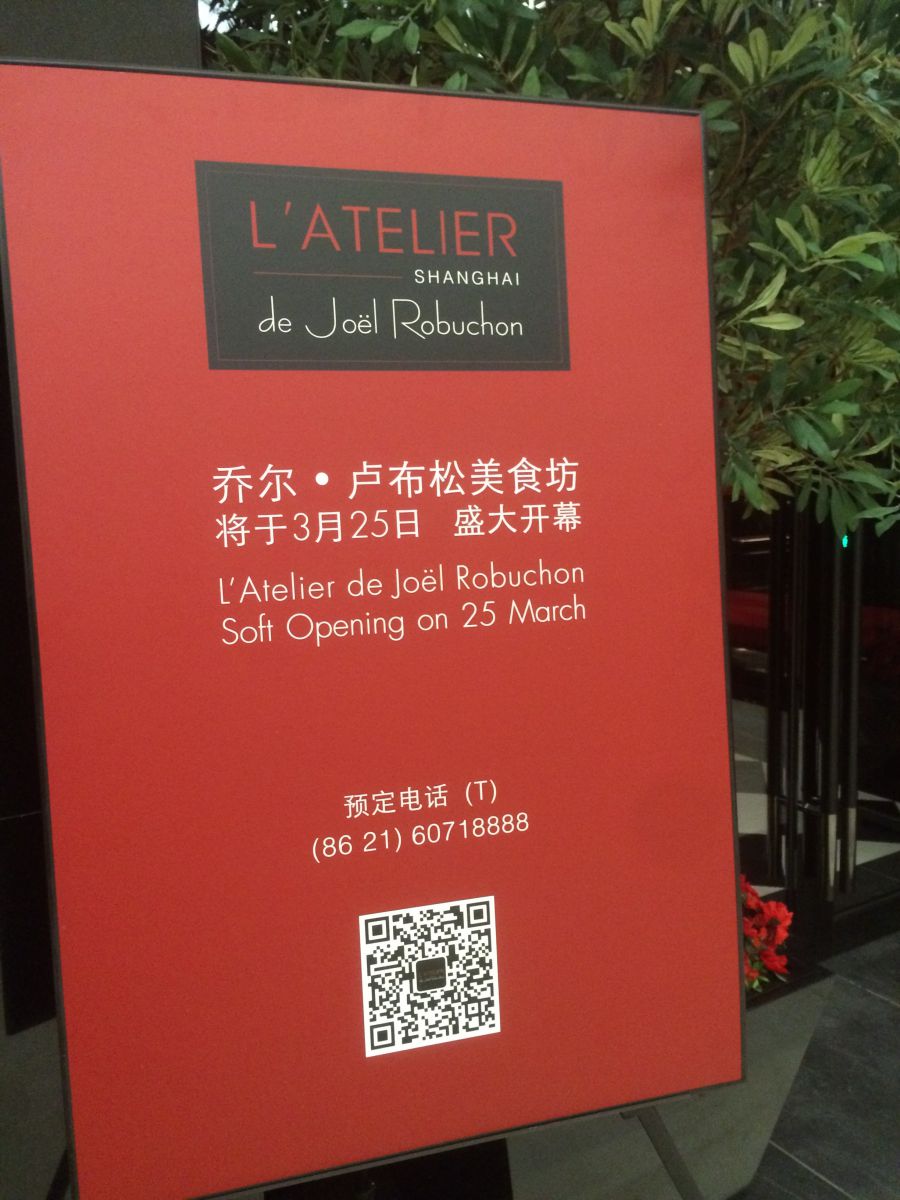 L'ATELIER
SHANGHAI
de Joël Robuchon
乔尔•卢布松美食坊
将于3月25日 盛大开幕
L'Atelier de Joël Robuchon
Soft Opening on 25 March
预定电话 (T)
(86 21) 60718888